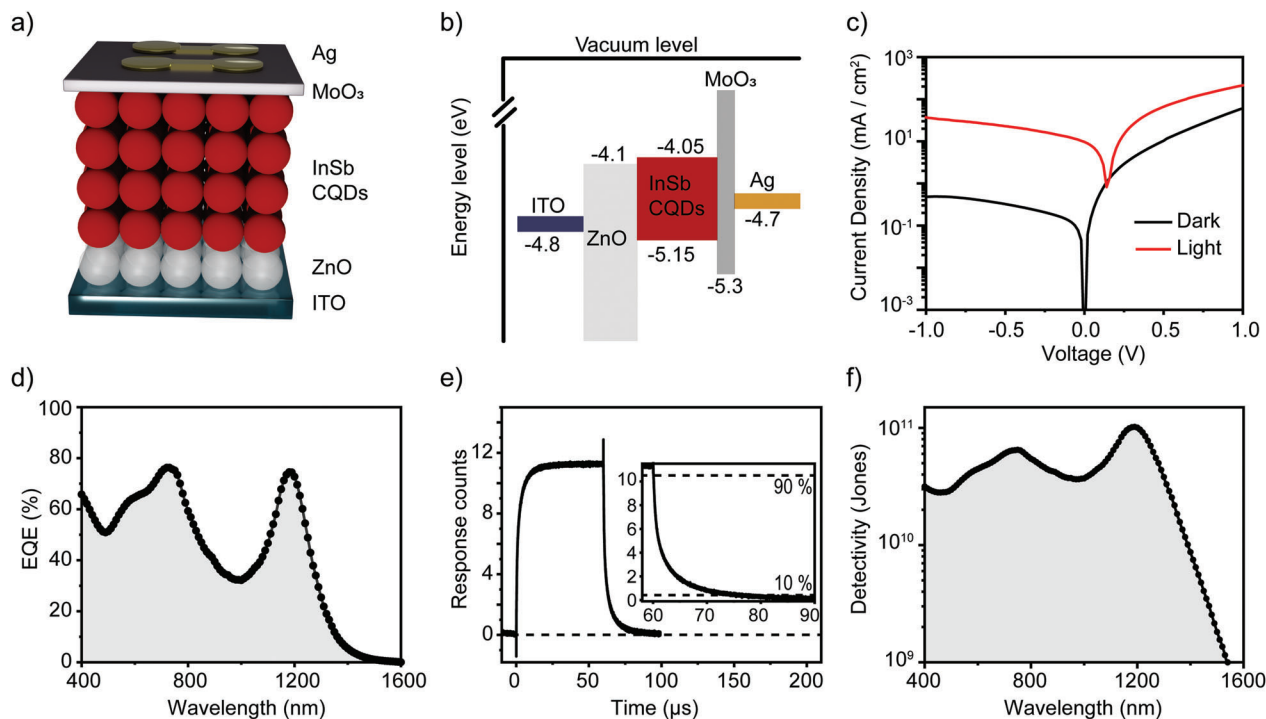 a)
Ag
MoO₃
InSb
CQDs
ZnO
ITO
b)
Vacuum level
Energy level (eV)
MoO₃
-4.1
-4.05
ITO
-4.8
ZnO
InSb
CQDs
-5.15
Ag
-4.7
-5.3
c)
Current Density (mA / cm²)
10³
10¹
10⁻¹
10⁻³
Dark
Light
-1.0
-0.5
0.0
0.5
1.0
Voltage (V)
d)
EQE (%)
100
80
60
40
20
0
400
800
1200
1600
Wavelength (nm)
e)
Response counts
12
8
4
0
0
50
100
150
200
Time (µs)
10
8
6
4
2
0
90 %
10 %
60
70
80
90
f)
Detectivity (Jones)
10¹¹
10¹⁰
10⁹
400
800
1200
1600
Wavelength (nm)